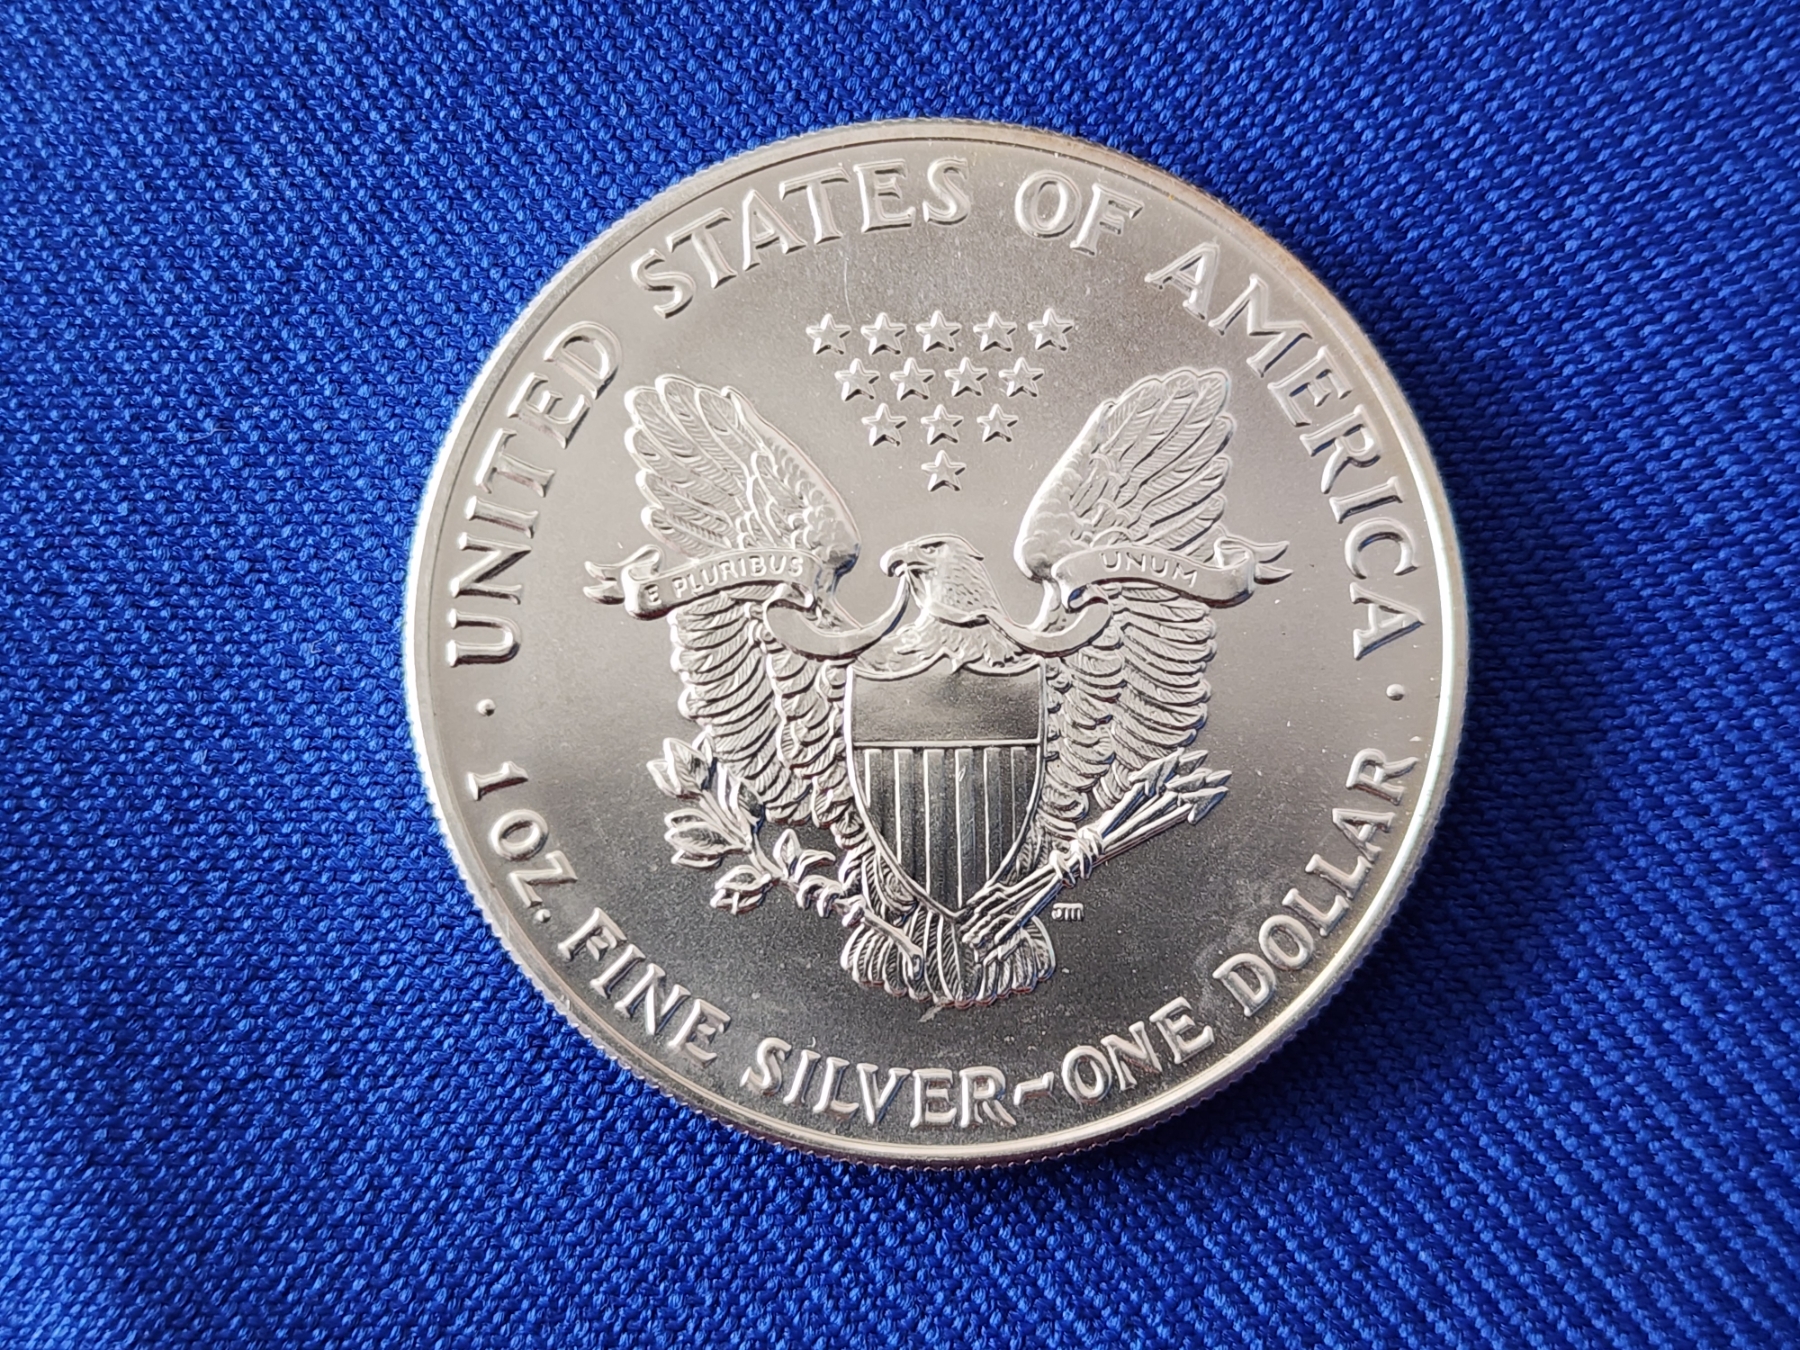 UNITED STATES OF AMERICA
E PLURIBUS UNUM
JM
· 1 OZ. FINE SILVER~ONE DOLLAR ·